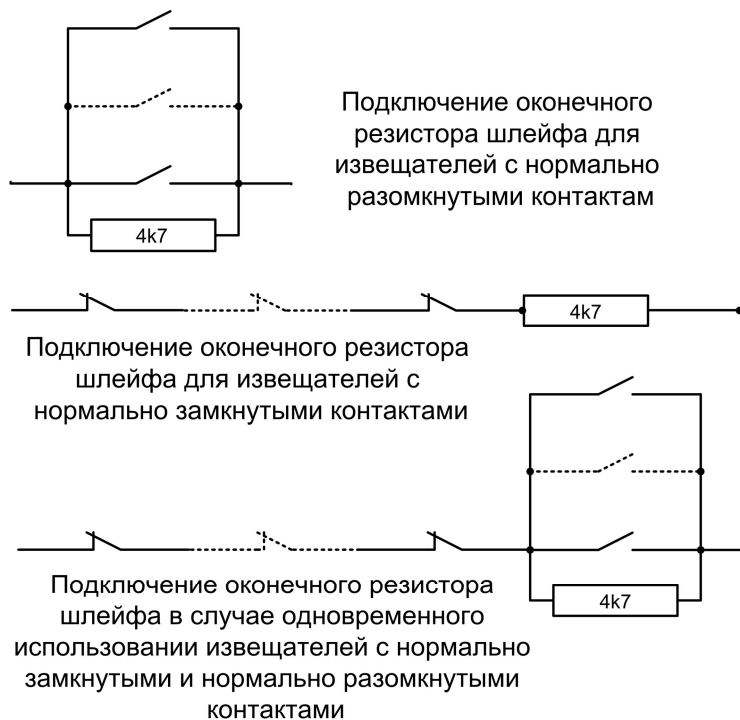 Подключение оконечного
резистора шлейфа для
извещателей с нормально
разомкнутыми контактам
4k7
4k7
Подключение оконечного резистора
шлейфа для извещателей с
нормально замкнутыми контактами
4k7
Подключение оконечного резистора
шлейфа в случае одновременного
использовании извещателей с нормально
замкнутыми и нормально разомкнутыми
контактами